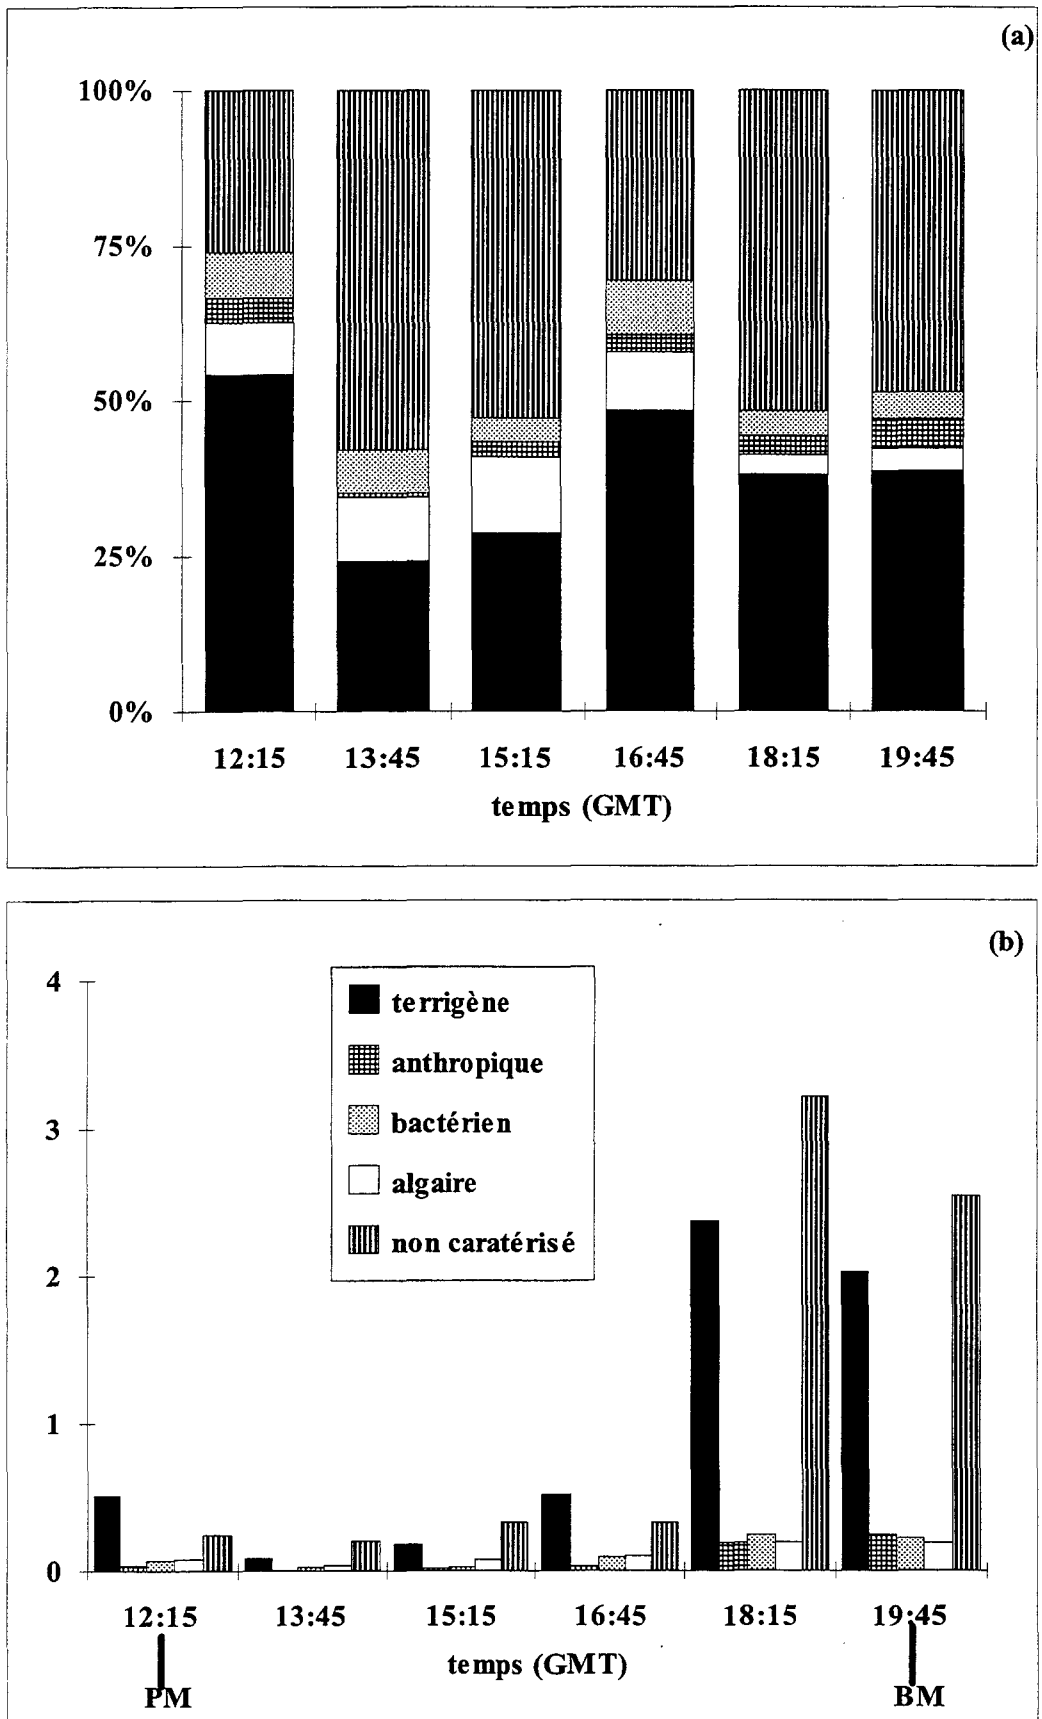 (a)
100%
75%
50%
25%
0%
12:15 13:45 15:15 16:45 18:15 19:45
temps (GMT)
(b)
4
3
2
1
0
terrigène
anthropique
bactérien
algaire
non caratérisé
12:15 13:45 15:15 16:45 18:15 19:45
temps (GMT)
PM BM